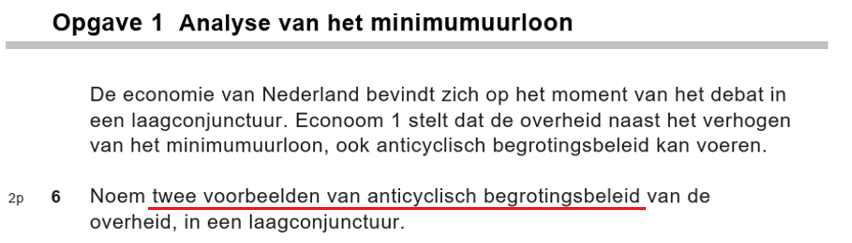 Opgave 1 Analyse van het minimumuurloon
De economie van Nederland bevindt zich op het moment van het debat in
een laagconjunctuur. Econoom 1 stelt dat de overheid naast het verhogen
van het minimumuurloon, ook anticyclisch begrotingsbeleid kan voeren.
2p 6 Noem twee voorbeelden van anticyclisch begrotingsbeleid van de
overheid, in een laagconjunctuur.